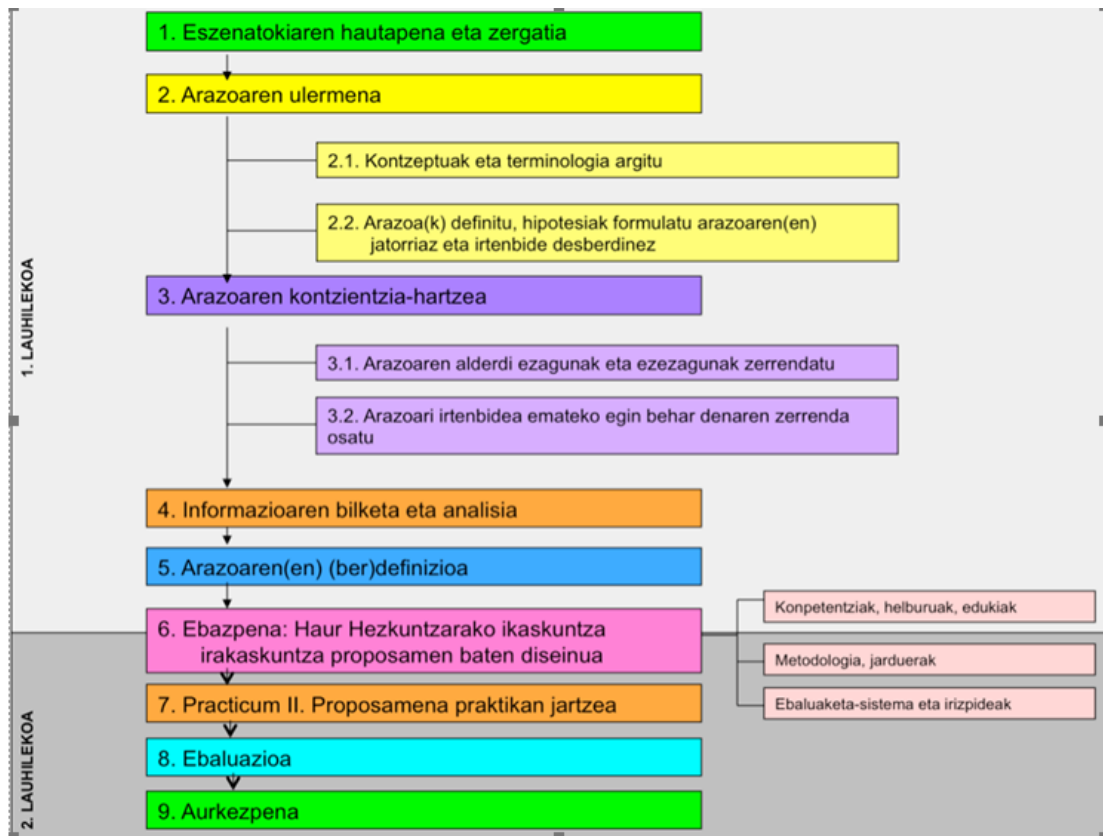 1. Eszenatokiaren hautapena eta zergatia
2. Arazoaren ulermena
2.1. Kontzeptuak eta terminologia argitu
2.2. Arazoa(k) definitu, hipotesiak formulatu arazoaren(en)
jatorriaz eta irtenbide desberdinez
3. Arazoaren kontzientzia-hartzea
3.1. Arazoaren alderdi ezagunak eta ezezagunak zerrendatu
3.2. Arazoari irtenbidea emateko egin behar denaren zerrenda
osatu
1. LAUHILEKOA
4. Informazioaren bilketa eta analisia
5. Arazoaren(en) (ber)definizioa
6. Ebazpena: Haur Hezkuntzarako ikaskuntza
irakaskuntza proposamen baten diseinua
Konpetentziak, helburuak, edukiak
Metodologia, jarduerak
Ebaluaketa-sistema eta irizpideak
7. Practicum II. Proposamena praktikan jartzea
8. Ebaluazioa
9. Aurkezpena
2. LAUHILEKOA